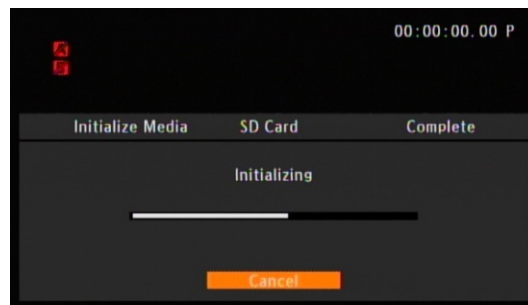 00:00:00.00 P
A
B
Initialize Media SD Card Complete
Initializing
Cancel